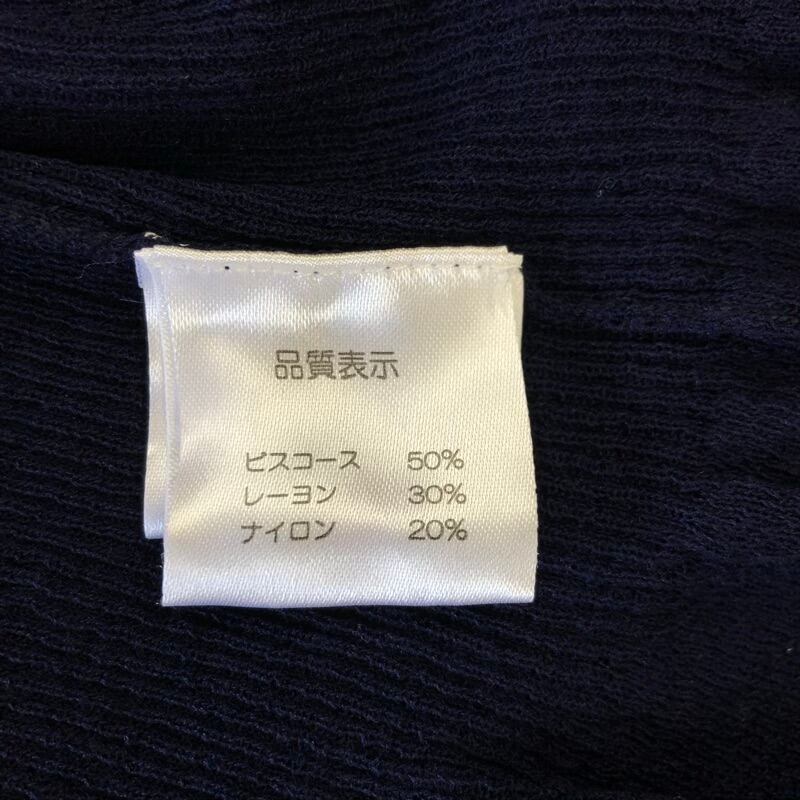 品質表示
ビスコース 50%
レーヨン 30%
ナイロン 20%